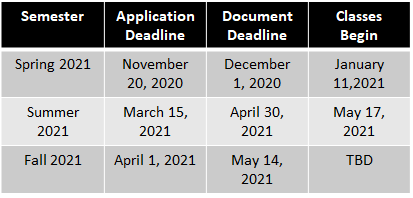 Semester
Application
Deadline
Document
Deadline
Classes
Begin
Spring 2021
November
20, 2020
December
1, 2020
January
11,2021
Summer
2021
March 15,
2021
April 30,
2021
May 17,
2021
Fall 2021
April 1, 2021
May 14,
2021
TBD